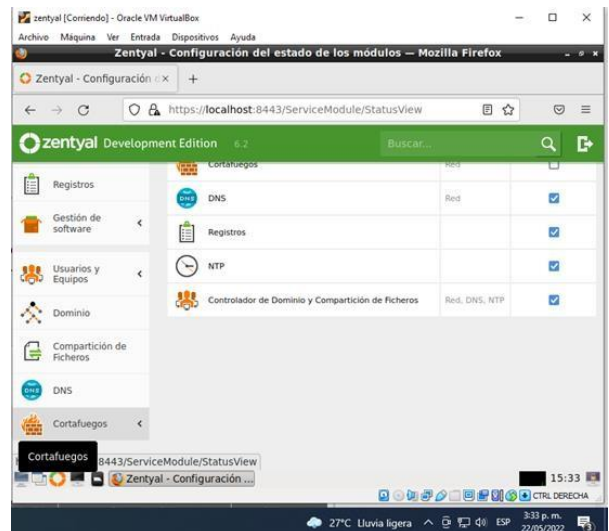 zentyal [Corriendo] - Oracle VM VirtualBox
Archivo Máquina Ver Entrada Dispositivos Ayuda
Zentyal - Configuración del estado de los módulos — Mozilla Firefox
Zentyal - Configuración d
https://localhost:8443/ServiceModule/StatusView
zentyal Development Edition 6.2
Buscar...
Cortafuegos Red
Registros
DNS Red
Gestión de software
Registros
NTP
Usuarios y Equipos
Controlador de Dominio y Compartición de Ficheros Red, DNS, NTP
Dominio
Compartición de Ficheros
DNS
Cortafuegos
Cortafuegos
8443/ServiceModule/StatusView
Zentyal - Configuración ...
15:33
CTRL DERECHA
27°C Lluvia ligera
ESP
3:33 p. m.
22/05/2022